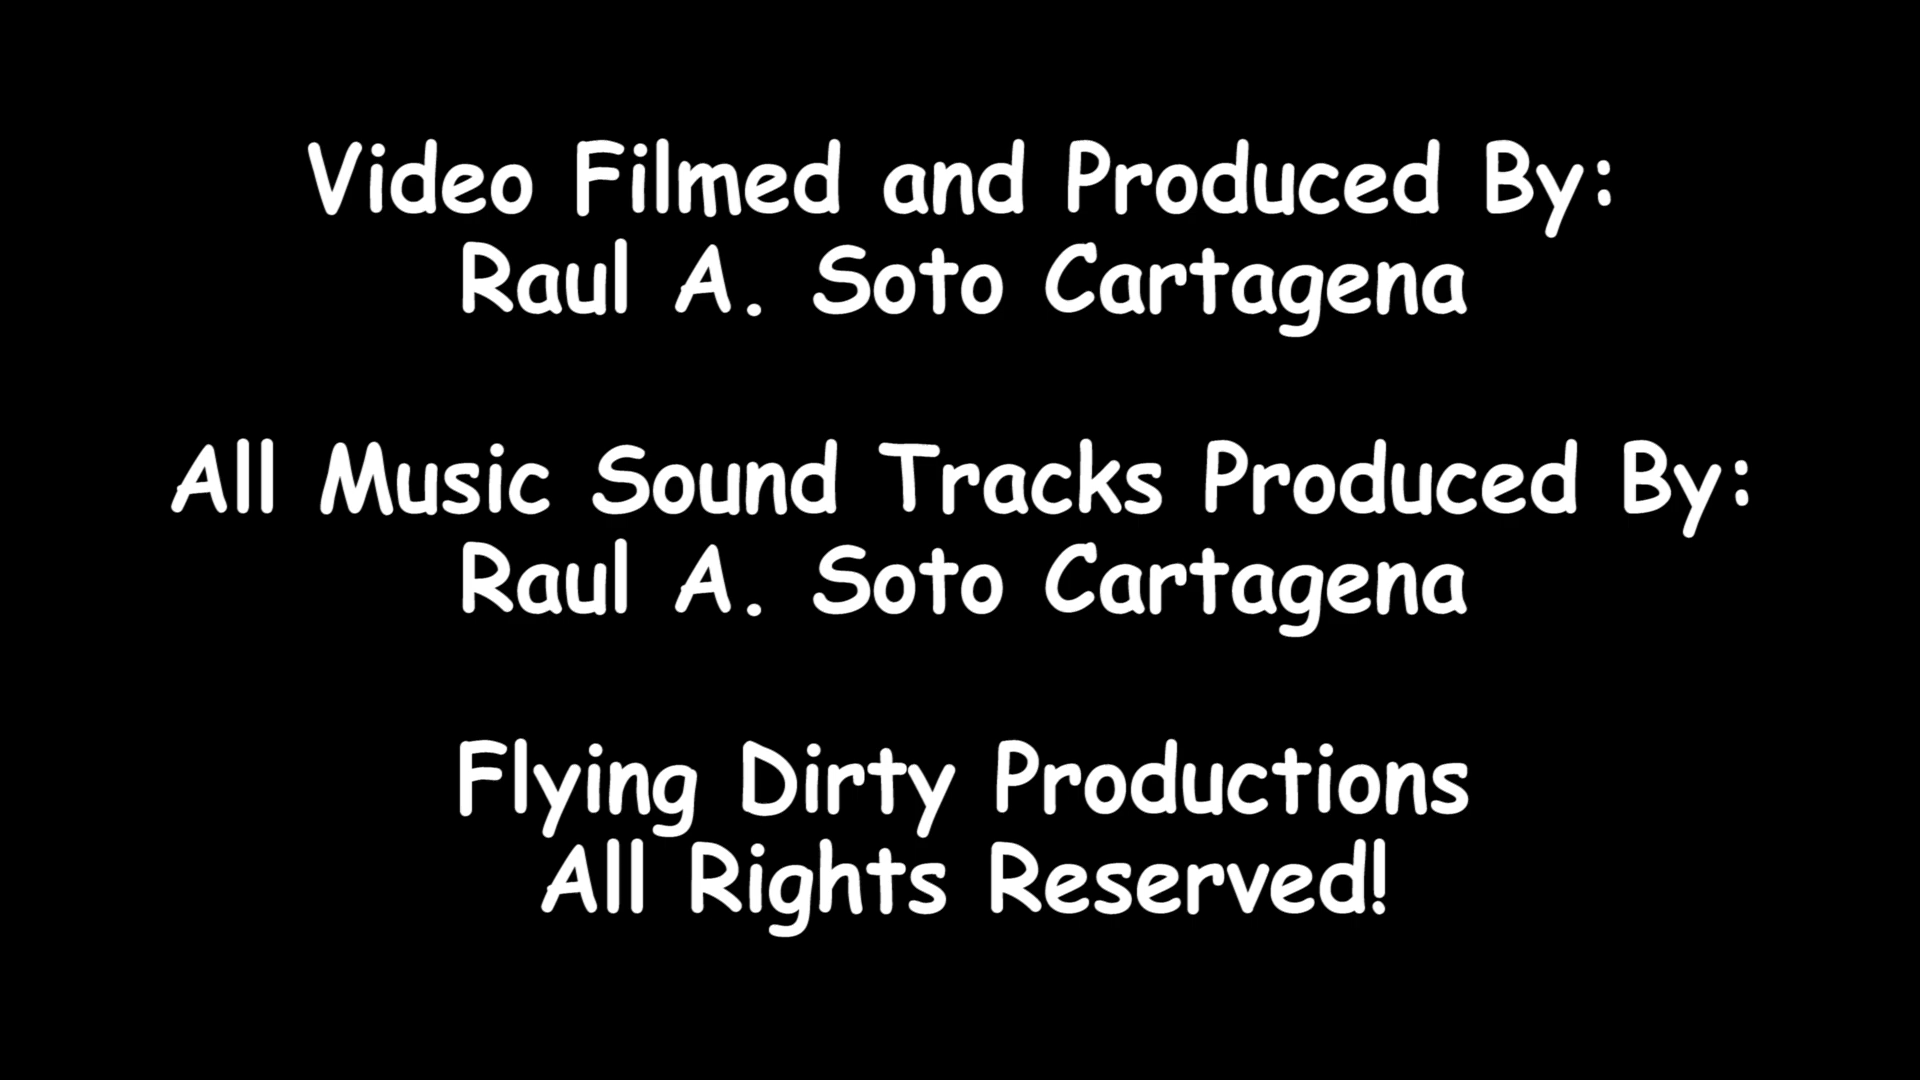 Video Filmed and Produced By:
Raul A. Soto Cartagena
All Music Sound Tracks Produced By:
Raul A. Soto Cartagena
Flying Dirty Productions
All Rights Reserved!